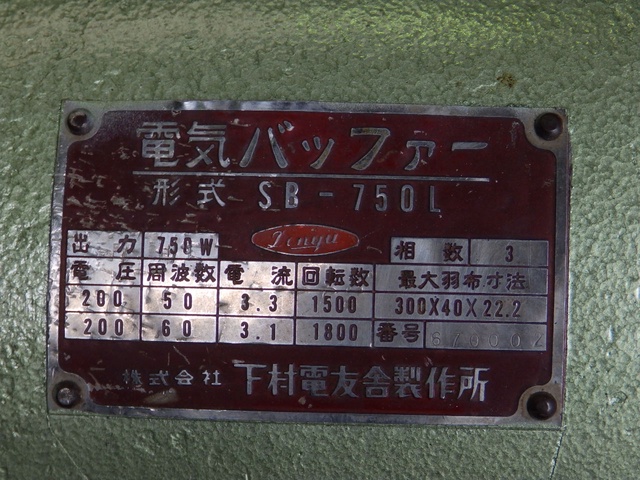 電気バッファー
形式 SB-750L
出力 750W Denyu 相数 3
電圧 周波数 電流 回転数 最大羽布寸法
200 50 3.3 1500 300X40X22.2
200 60 3.1 1800 番号
株式会社 下村電友舎製作所